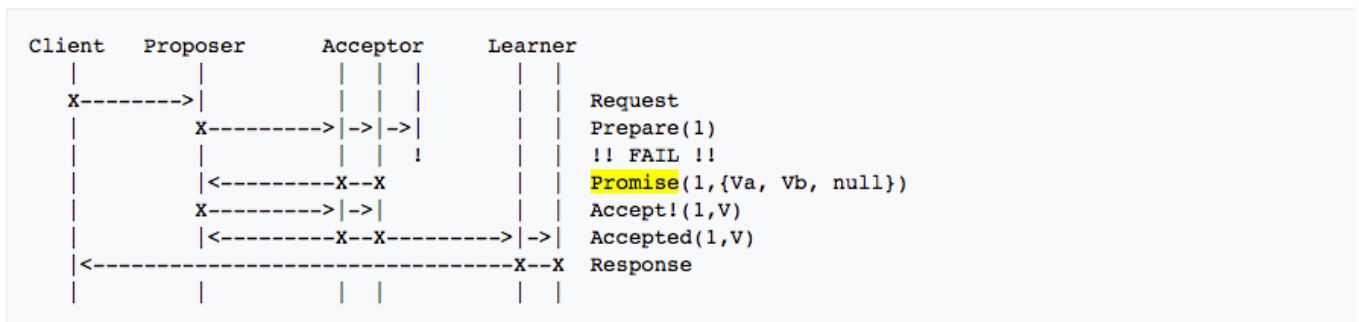 Client   Proposer      Acceptor     Learner
   |         |          |  |  |       |  |
   X-------->|          |  |  |       |  |  Request
   |         X--------->|->|->|       |  |  Prepare(1)
   |         |          |  |  !       |  |  !! FAIL !!
   |         |<---------X--X          |  |  Promise(1,{Va, Vb, null})
   |         X--------->|->|          |  |  Accept!(1,V)
   |         |<---------X--X--------->|->|  Accepted(1,V)
   |<---------------------------------X--X  Response
   |         |          |  |          |  |